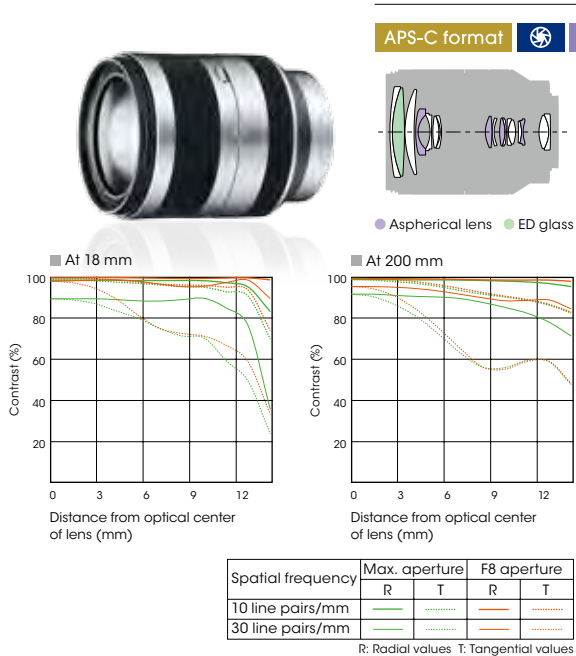 APS-C format
Aspherical lens ED glass
At 18 mm
100
80
60
40
20
Contrast (%)
0 3 6 9 12
Distance from optical center
of lens (mm)
At 200 mm
100
80
60
40
20
Contrast (%)
0 3 6 9 12
Distance from optical center
of lens (mm)
Spatial frequency Max. aperture F8 aperture
R T R T
10 line pairs/mm
30 line pairs/mm
R: Radial values T: Tangential values